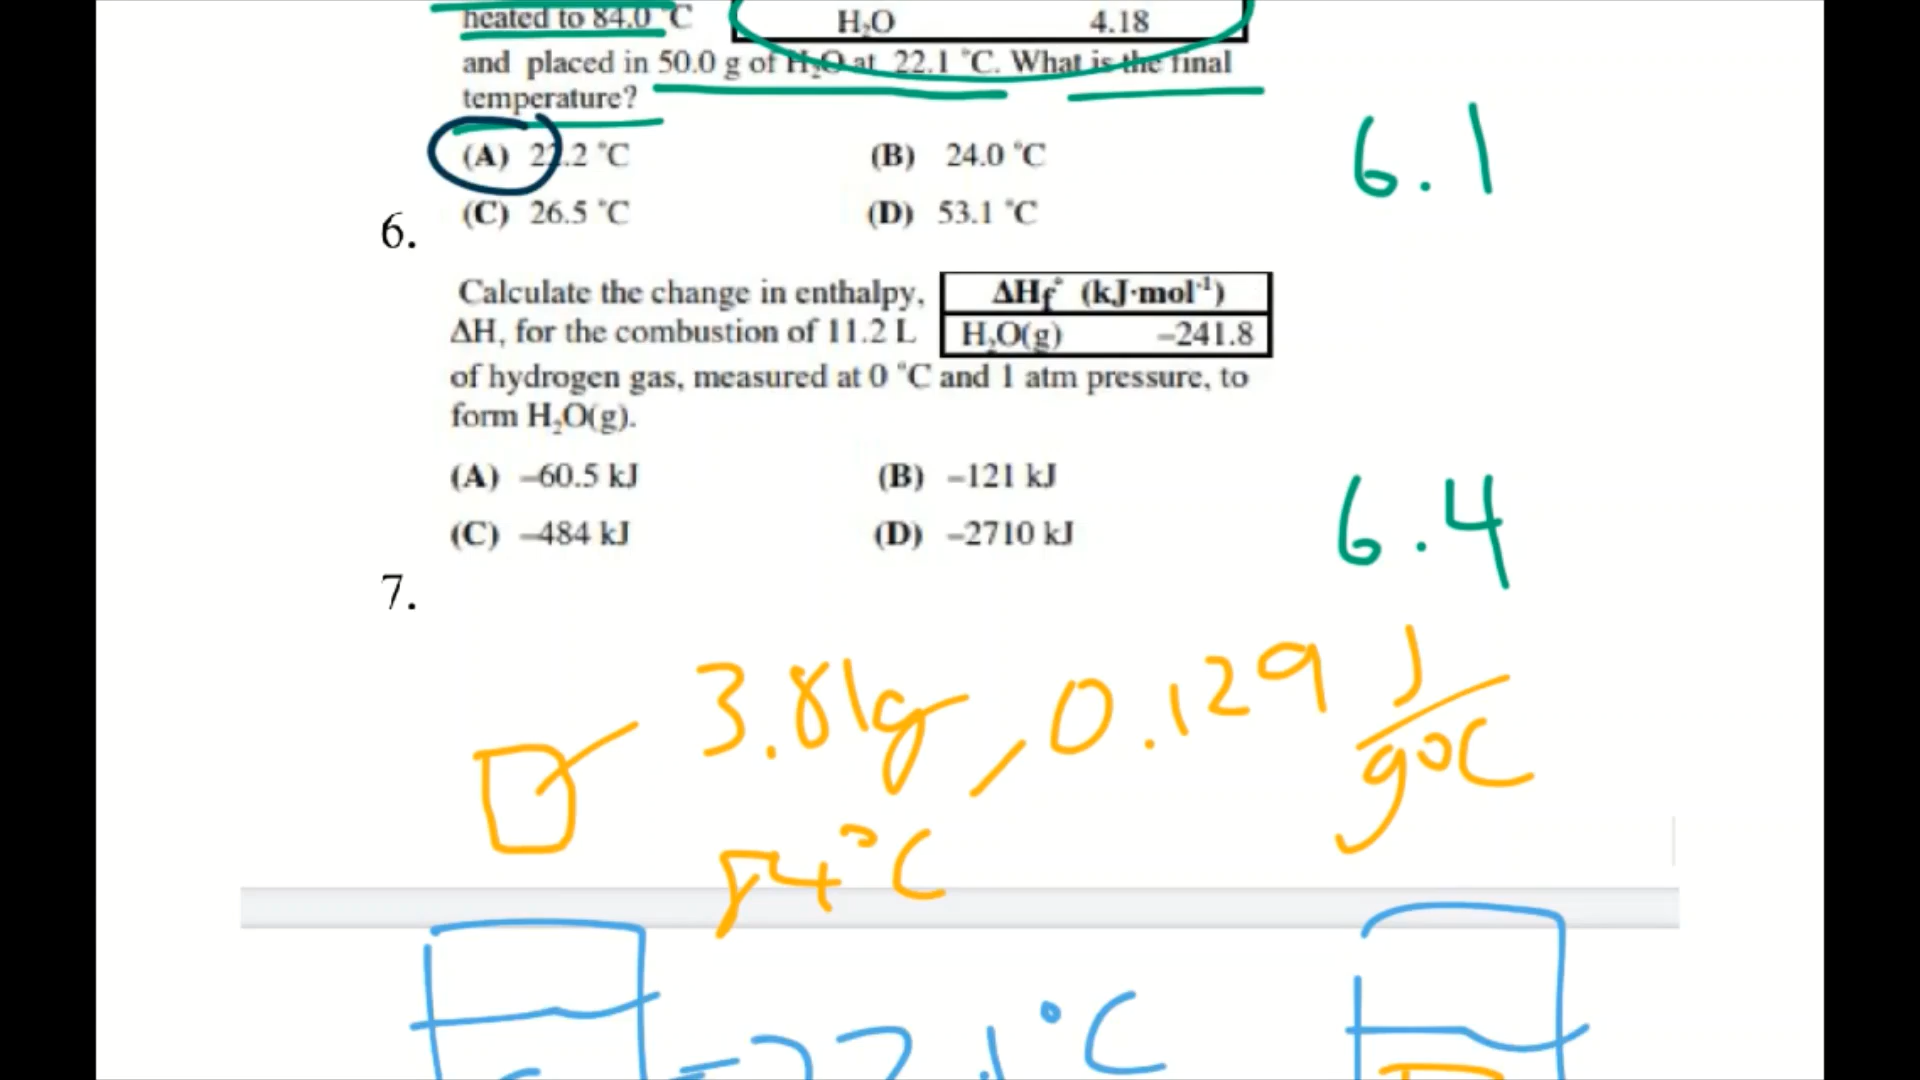 heated to 84.0 °C
H₂O 4.18
and placed in 50.0 g of H₂O at 22.1 °C. What is the final
temperature?
(A) 22.2 °C (B) 24.0 °C
6.1
(C) 26.5 °C (D) 53.1 °C
6.
Calculate the change in enthalpy,
ΔHf° (kJ·mol⁻¹)
ΔH, for the combustion of 11.2 L
H₂O(g) –241.8
of hydrogen gas, measured at 0 °C and 1 atm pressure, to
form H₂O(g).
(A) –60.5 kJ (B) –121 kJ
6.4
(C) –484 kJ (D) –2710 kJ
7.
3.81g, 0.129 J/g°C
84°C
22.1°C